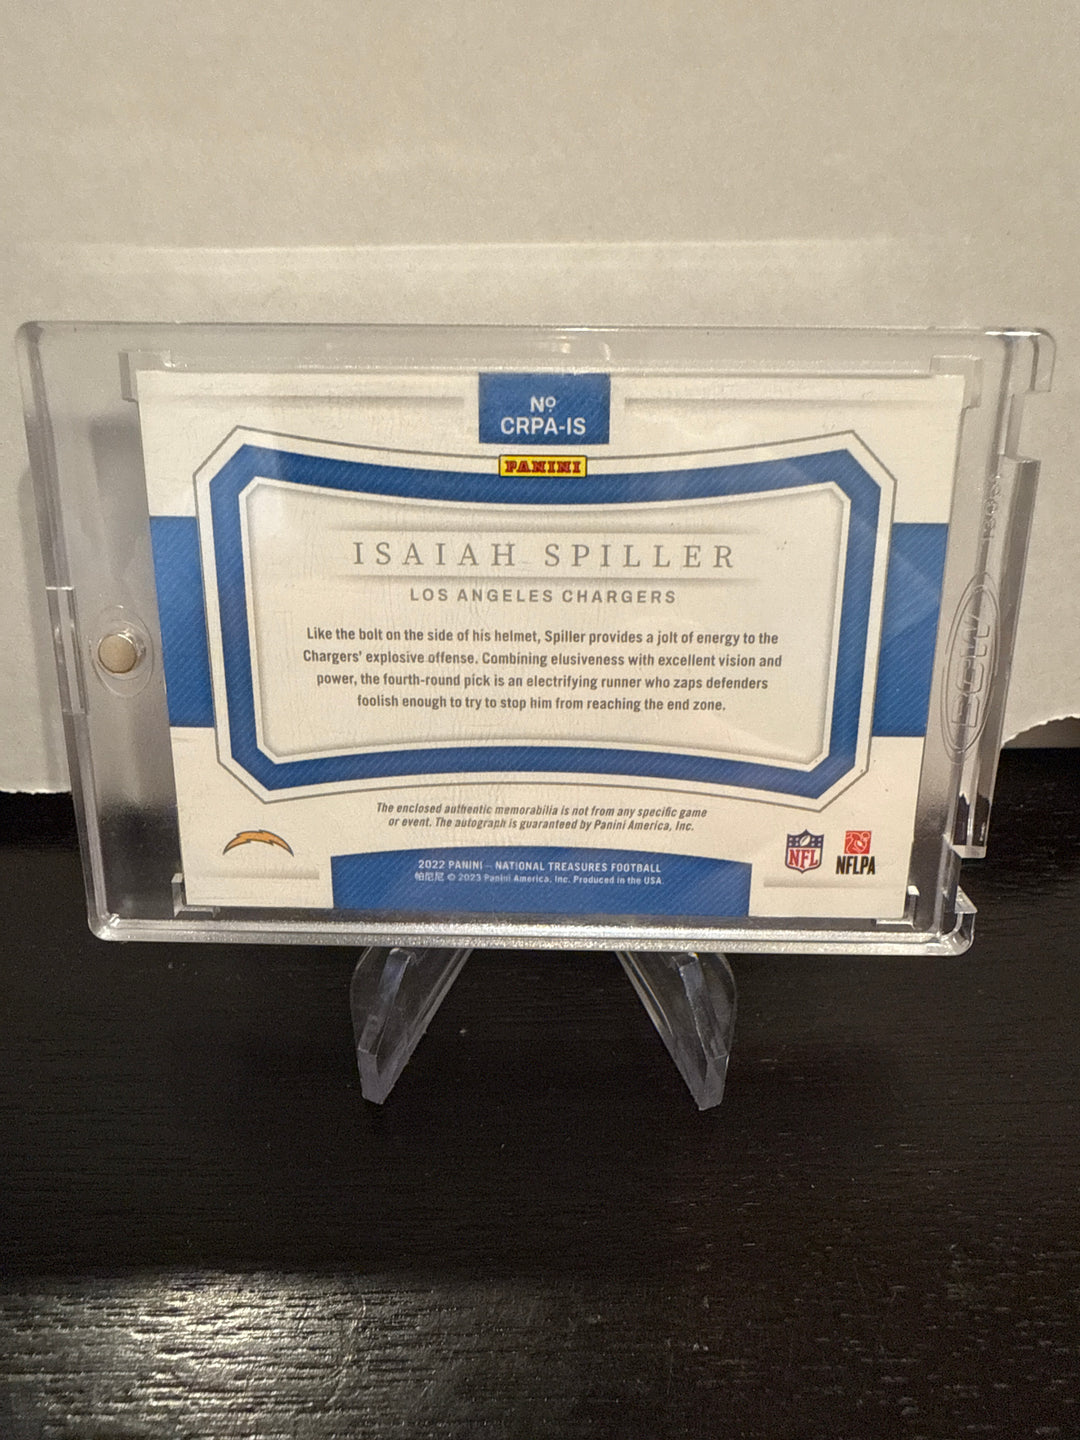 Nº
CRPA-IS
PANINI
ISAIAH SPILLER
LOS ANGELES CHARGERS
Like the bolt on the side of his helmet, Spiller provides a jolt of energy to the
Chargers' explosive offense. Combining elusiveness with excellent vision and
power, the fourth-round pick is an electrifying runner who zaps defenders
foolish enough to try to stop him from reaching the end zone.
The enclosed authentic memorabilia is not from any specific game
or event. The autograph is guaranteed by Panini America, Inc.
NFL
NFLPA
2022 PANINI – NATIONAL TREASURES FOOTBALL
帕尼尼 © 2023 Panini America, Inc. Produced in the USA.
BCW